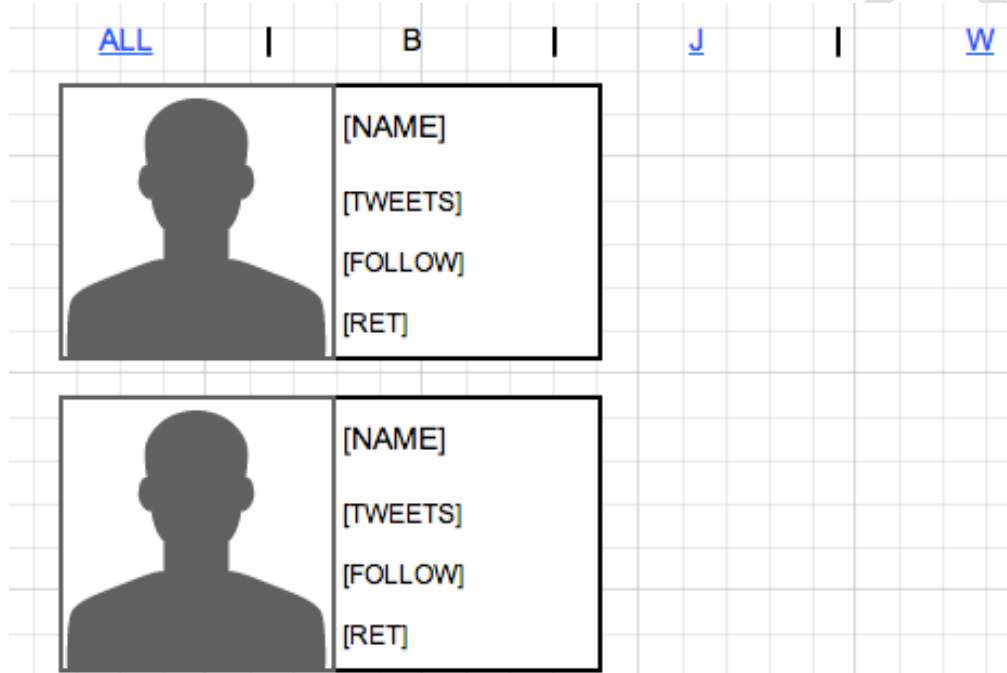 ALL | B | J | W
[NAME]
[TWEETS]
[FOLLOW]
[RET]
[NAME]
[TWEETS]
[FOLLOW]
[RET]